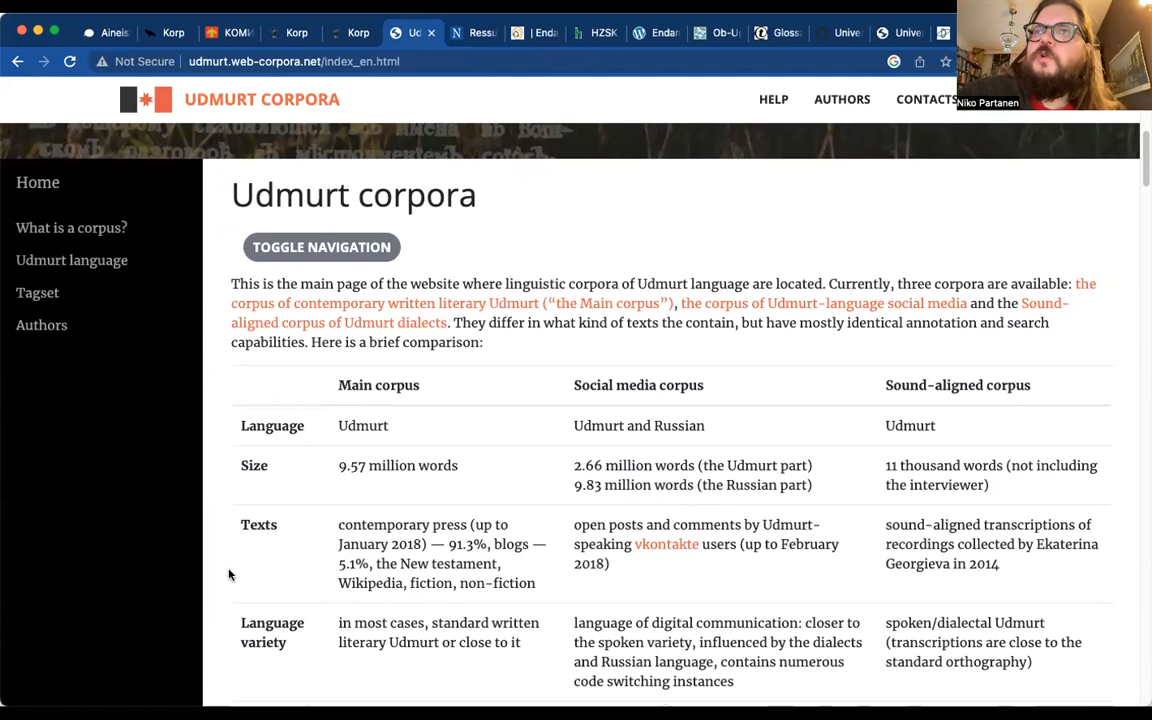 Aineis
Korp
КОМИ
Korp
Korp
Ud
Ressu
| Enda
HZSK
Endan
Ob-U
Gloss
Unive
Unive
Not Secure
udmurt.web-corpora.net/index_en.html
Niko Partanen
UDMURT CORPORA
HELP
AUTHORS
CONTACTS
Home
What is a corpus?
Udmurt language
Tagset
Authors
Udmurt corpora
TOGGLE NAVIGATION
This is the main page of the website where linguistic corpora of Udmurt language are located. Currently, three corpora are available: the
corpus of contemporary written literary Udmurt (“the Main corpus”), the corpus of Udmurt-language social media and the Sound-
aligned corpus of Udmurt dialects. They differ in what kind of texts the contain, but have mostly identical annotation and search
capabilities. Here is a brief comparison:
Main corpus
Social media corpus
Sound-aligned corpus
Language
Udmurt
Udmurt and Russian
Udmurt
Size
9.57 million words
2.66 million words (the Udmurt part)
9.83 million words (the Russian part)
11 thousand words (not including
the interviewer)
Texts
contemporary press (up to
January 2018) — 91.3%, blogs —
5.1%, the New testament,
Wikipedia, fiction, non-fiction
open posts and comments by Udmurt-
speaking vkontakte users (up to February
2018)
sound-aligned transcriptions of
recordings collected by Ekaterina
Georgieva in 2014
Language
variety
in most cases, standard written
literary Udmurt or close to it
language of digital communication: closer to
the spoken variety, influenced by the dialects
and Russian language, contains numerous
code switching instances
spoken/dialectal Udmurt
(transcriptions are close to the
standard orthography)